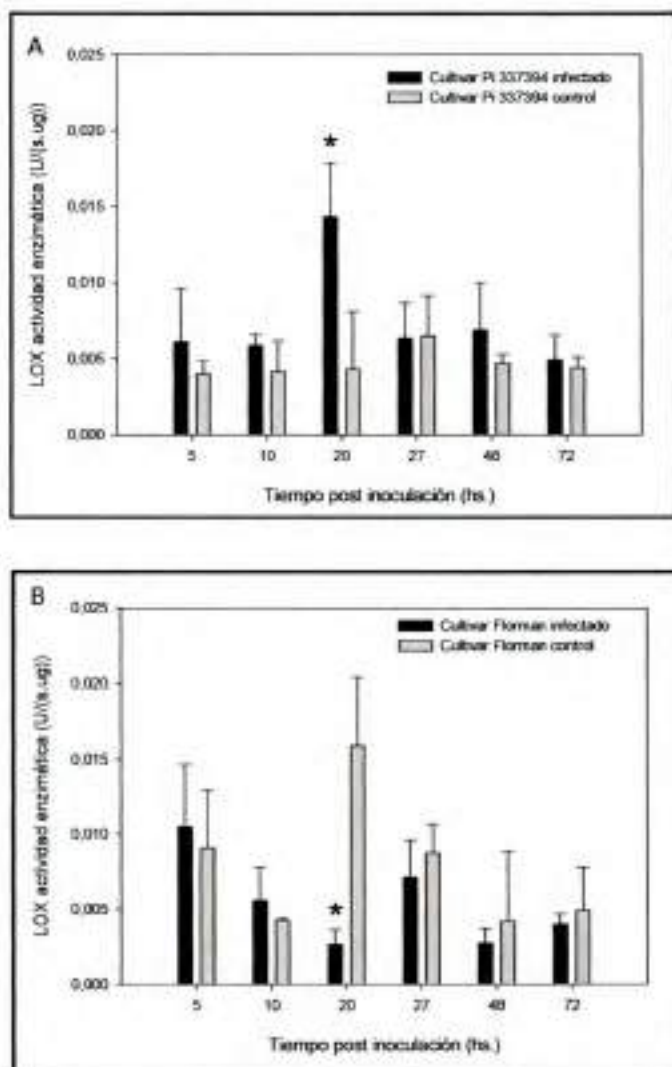 A
0,025
0,020
0,015
0,010
0,005
0,000
LOX actividad enzimática (U/(s.ug))
Cultivar Pi 337394 infectado
Cultivar Pi 337394 control
*
5 10 20 27 48 72
Tiempo post inoculación (hs.)
B
0,025
0,020
0,015
0,010
0,005
0,000
LOX actividad enzimática (U/(s.ug))
Cultivar Florman infectado
Cultivar Florman control
*
5 10 20 27 48 72
Tiempo post inoculación (hs.)